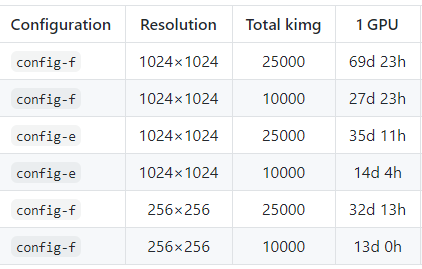 Configuration Resolution Total kimg 1 GPU
config-f 1024×1024 25000 69d 23h
config-f 1024×1024 10000 27d 23h
config-e 1024×1024 25000 35d 11h
config-e 1024×1024 10000 14d 4h
config-f 256×256 25000 32d 13h
config-f 256×256 10000 13d 0h